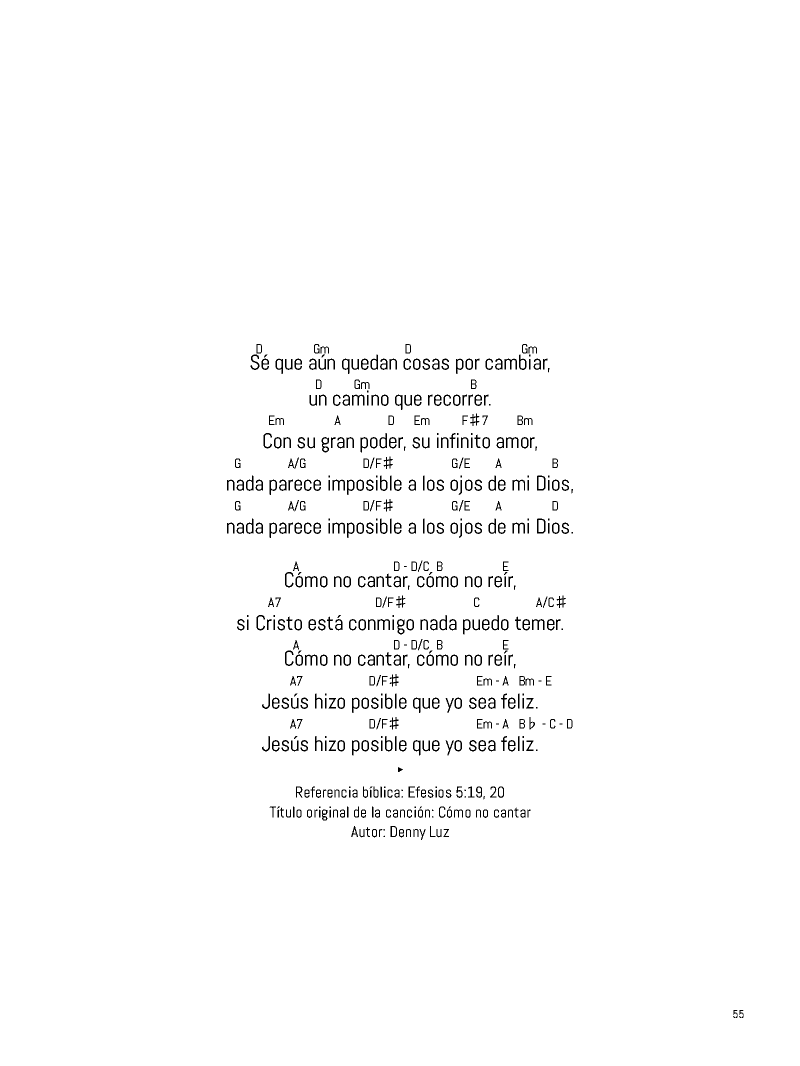 D Gm D Gm
Sé que aún quedan cosas por cambiar,
D Gm B
un camino que recorrer.
Em A D Em F♯7 Bm
Con su gran poder, su infinito amor,
G A/G D/F♯ G/E A B
nada parece imposible a los ojos de mi Dios,
G A/G D/F♯ G/E A D
nada parece imposible a los ojos de mi Dios.
A D - D/C B E
Cómo no cantar, cómo no reír,
A7 D/F♯ C A/C♯
si Cristo está conmigo nada puedo temer.
A D - D/C B E
Cómo no cantar, cómo no reír,
A7 D/F♯ Em - A Bm - E
Jesús hizo posible que yo sea feliz.
A7 D/F♯ Em - A B♭ - C - D
Jesús hizo posible que yo sea feliz.
Referencia bíblica: Efesios 5:19, 20
Título original de la canción: Cómo no cantar
Autor: Denny Luz
55